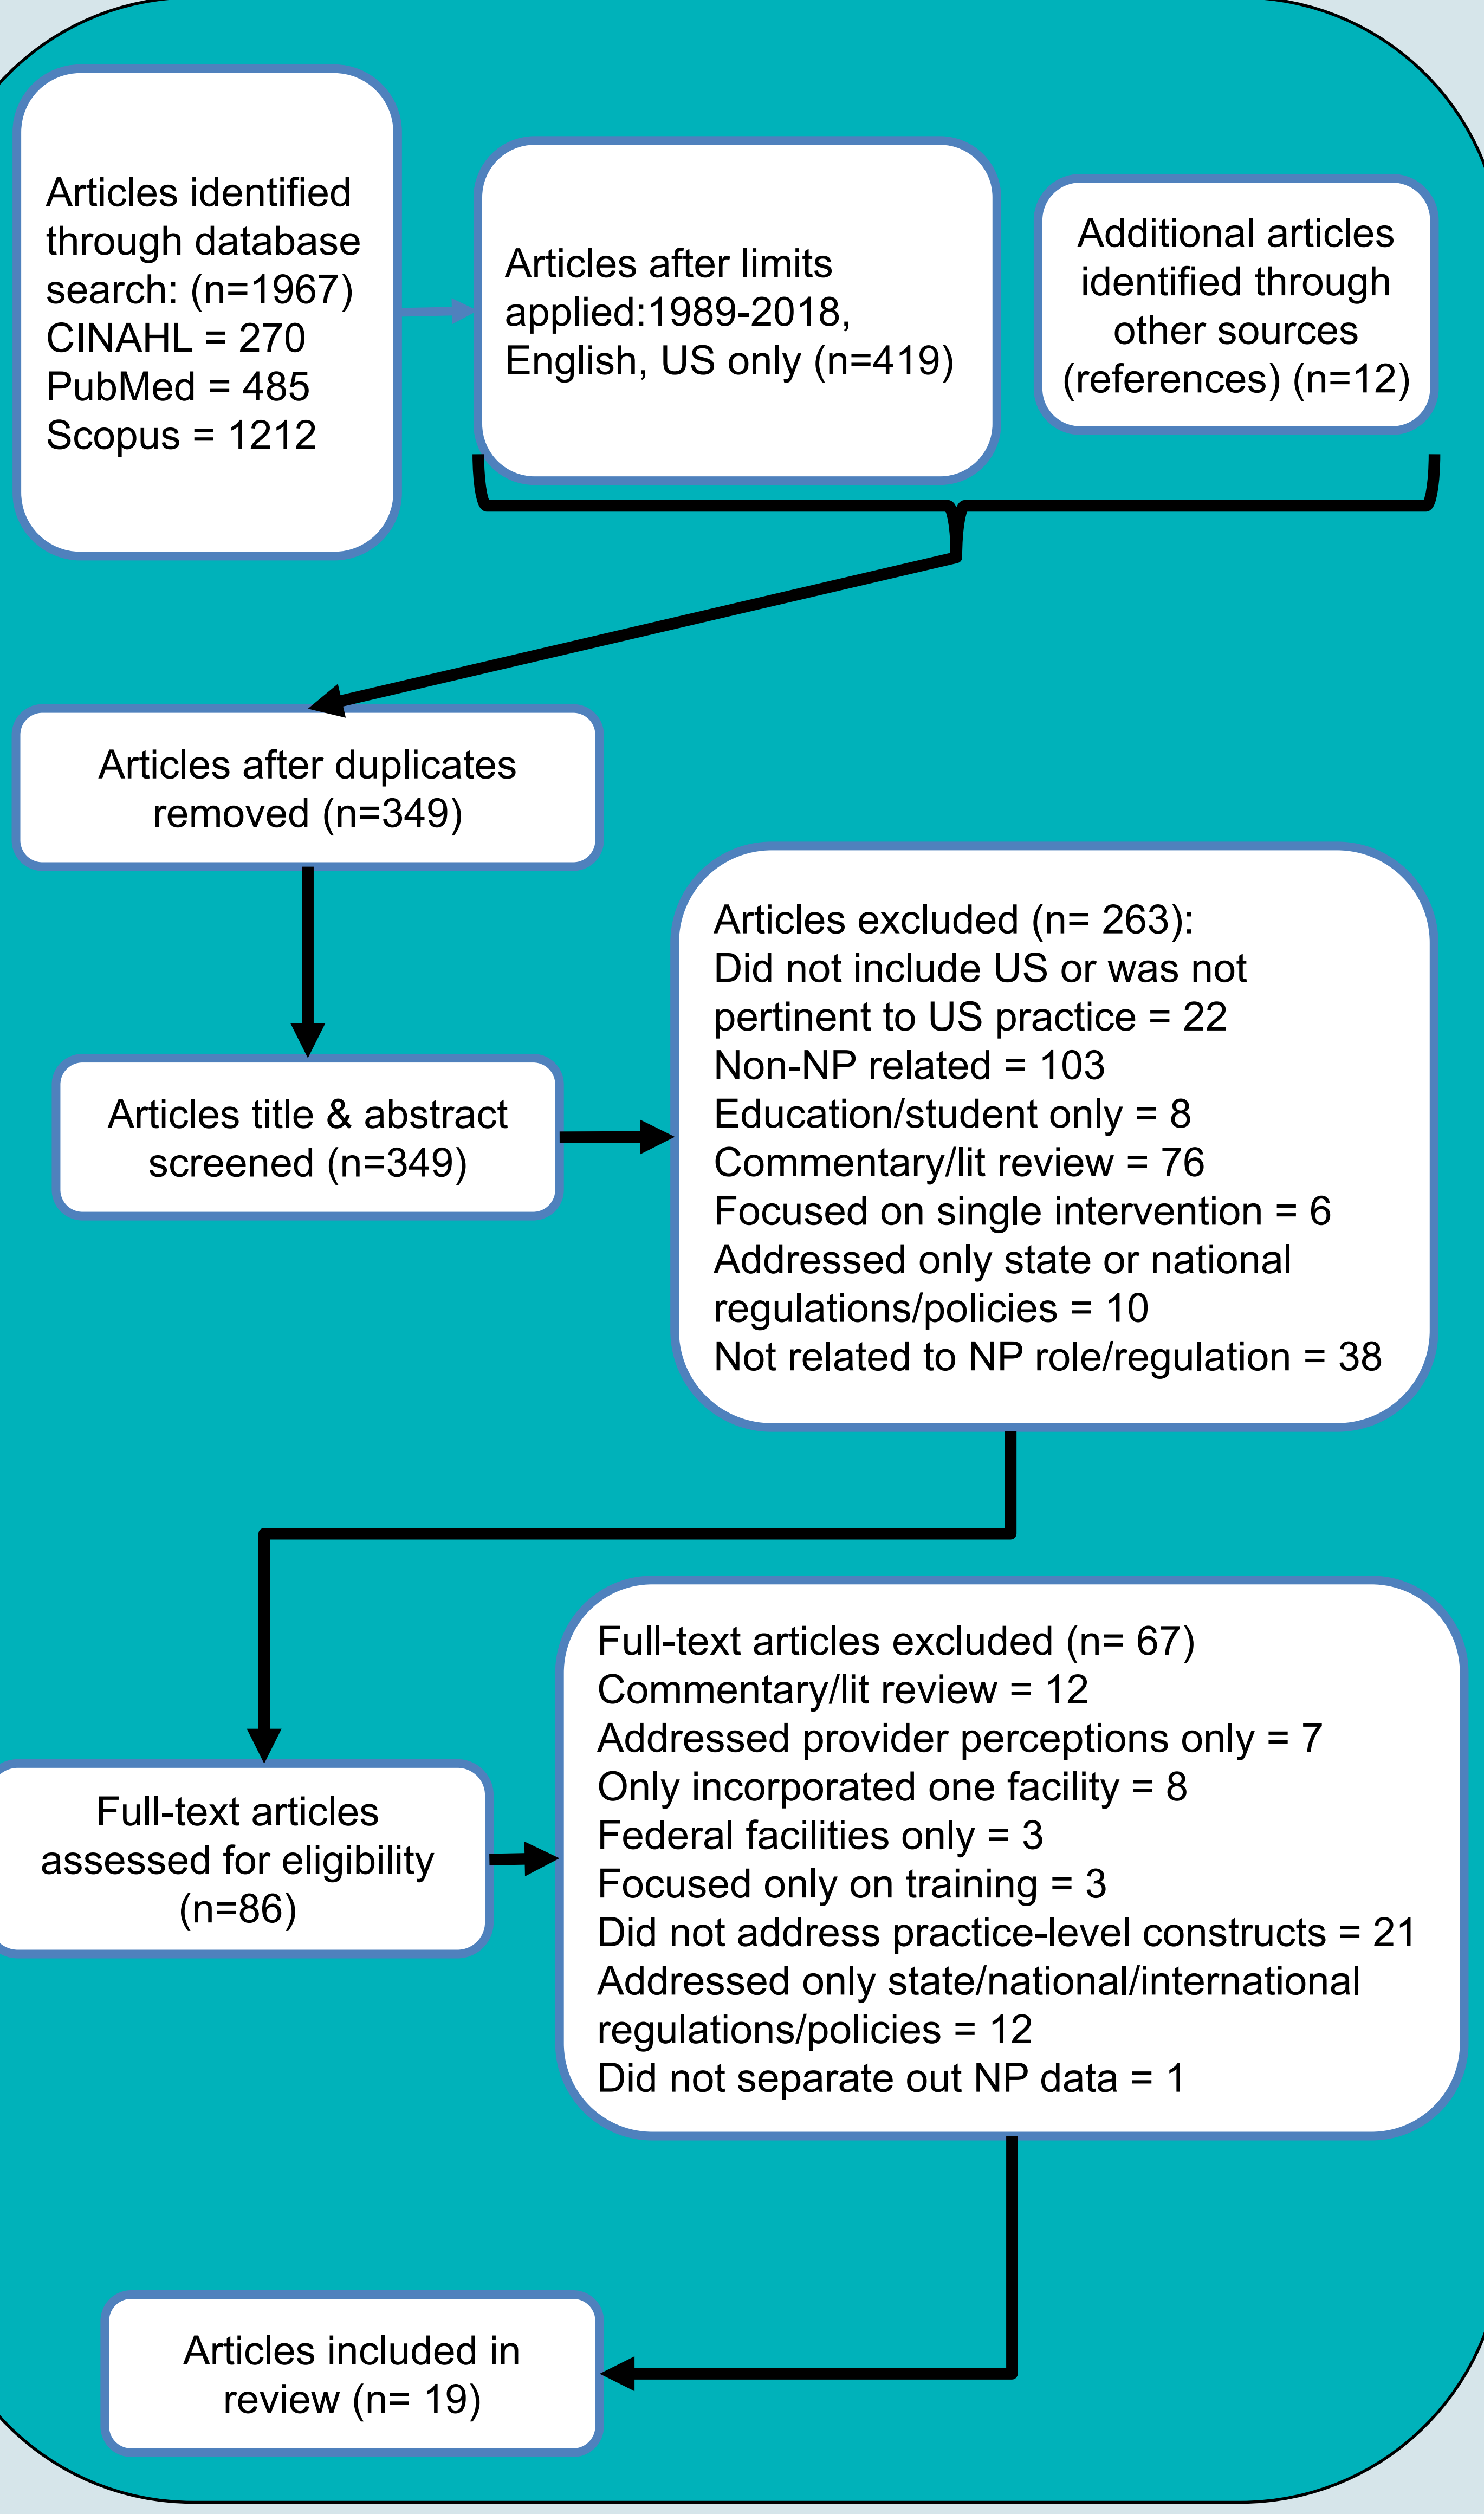 Articles identified
through database
search: (n=1967)
CINAHL = 270
PubMed = 485
Scopus = 1212
Articles after limits
applied:1989-2018,
English, US only (n=419)
Additional articles
identified through
other sources
(references) (n=12)
Articles after duplicates
removed (n=349)
Articles title & abstract
screened (n=349)
Articles excluded (n= 263):
Did not include US or was not
pertinent to US practice = 22
Non-NP related = 103
Education/student only = 8
Commentary/lit review = 76
Focused on single intervention = 6
Addressed only state or national
regulations/policies = 10
Not related to NP role/regulation = 38
Full-text articles
assessed for eligibility
(n=86)
Full-text articles excluded (n= 67)
Commentary/lit review = 12
Addressed provider perceptions only = 7
Only incorporated one facility = 8
Federal facilities only = 3
Focused only on training = 3
Did not address practice-level constructs = 21
Addressed only state/national/international
regulations/policies = 12
Did not separate out NP data = 1
Articles included in
review (n= 19)